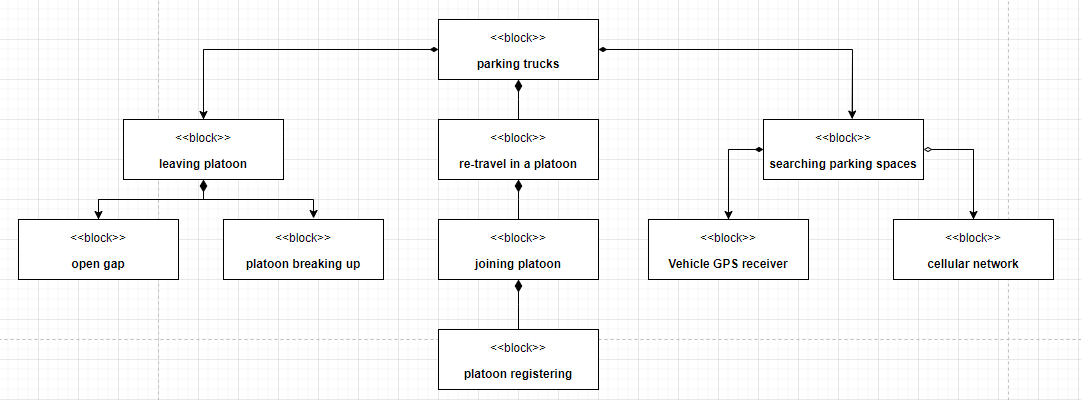 <<block>>
parking trucks
<<block>>
leaving platoon
<<block>>
re-travel in a platoon
<<block>>
searching parking spaces
<<block>>
open gap
<<block>>
platoon breaking up
<<block>>
joining platoon
<<block>>
Vehicle GPS receiver
<<block>>
cellular network
<<block>>
platoon registering